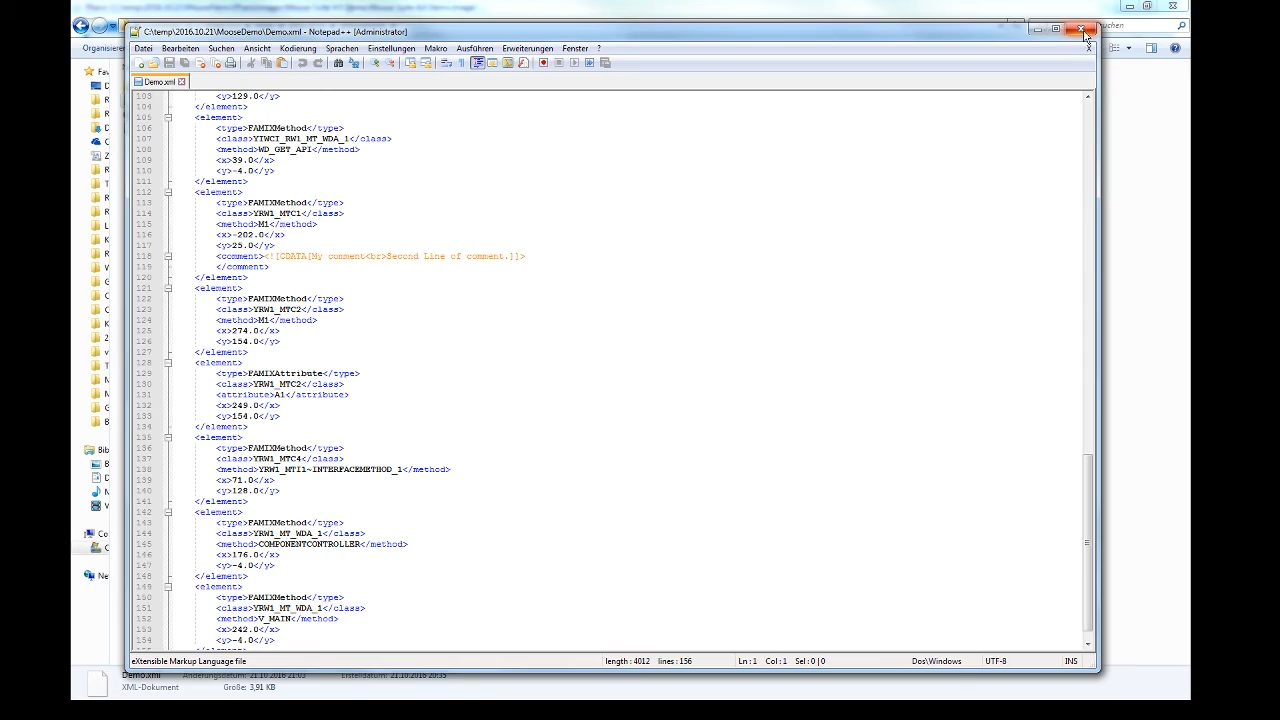 C:\temp\2016.10.21\MooseDemo\Demo.xml - Notepad++ [Administrator]
Datei Bearbeiten Suchen Ansicht Kodierung Sprachen Einstellungen Makro Ausführen Erweiterungen Fenster ?
Demo.xml
Organisieren
Fav
Bib
Co
Net
103 <y>129.0</y>
104 </element>
105 <element>
106 <type>FAMIXMethod</type>
107 <class>YIWCI_RW1_MT_WDA_1</class>
108 <method>WD_GET_API</method>
109 <x>39.0</x>
110 <y>-4.0</y>
111 </element>
112 <element>
113 <type>FAMIXMethod</type>
114 <class>YRW1_MTC1</class>
115 <method>M1</method>
116 <x>-202.0</x>
117 <y>25.0</y>
118 <comment><![CDATA[My comment<br>Second Line of comment.]]>
119 </comment>
120 </element>
121 <element>
122 <type>FAMIXMethod</type>
123 <class>YRW1_MTC2</class>
124 <method>M1</method>
125 <x>274.0</x>
126 <y>154.0</y>
127 </element>
128 <element>
129 <type>FAMIXAttribute</type>
130 <class>YRW1_MTC2</class>
131 <attribute>A1</attribute>
132 <x>249.0</x>
133 <y>154.0</y>
134 </element>
135 <element>
136 <type>FAMIXMethod</type>
137 <class>YRW1_MTC4</class>
138 <method>YRW1_MTI1~INTERFACEMETHOD_1</method>
139 <x>71.0</x>
140 <y>128.0</y>
141 </element>
142 <element>
143 <type>FAMIXMethod</type>
144 <class>YRW1_MT_WDA_1</class>
145 <method>COMPONENTCONTROLLER</method>
146 <x>176.0</x>
147 <y>-4.0</y>
148 </element>
149 <element>
150 <type>FAMIXMethod</type>
151 <class>YRW1_MT_WDA_1</class>
152 <method>V_MAIN</method>
153 <x>242.0</x>
154 <y>-4.0</y>
eXtensible Markup Language file length : 4012 lines : 156 Ln : 1 Col : 1 Sel : 0 | 0 Dos\Windows UTF-8 INS
XML-Dokument Größe: 3,91 KB